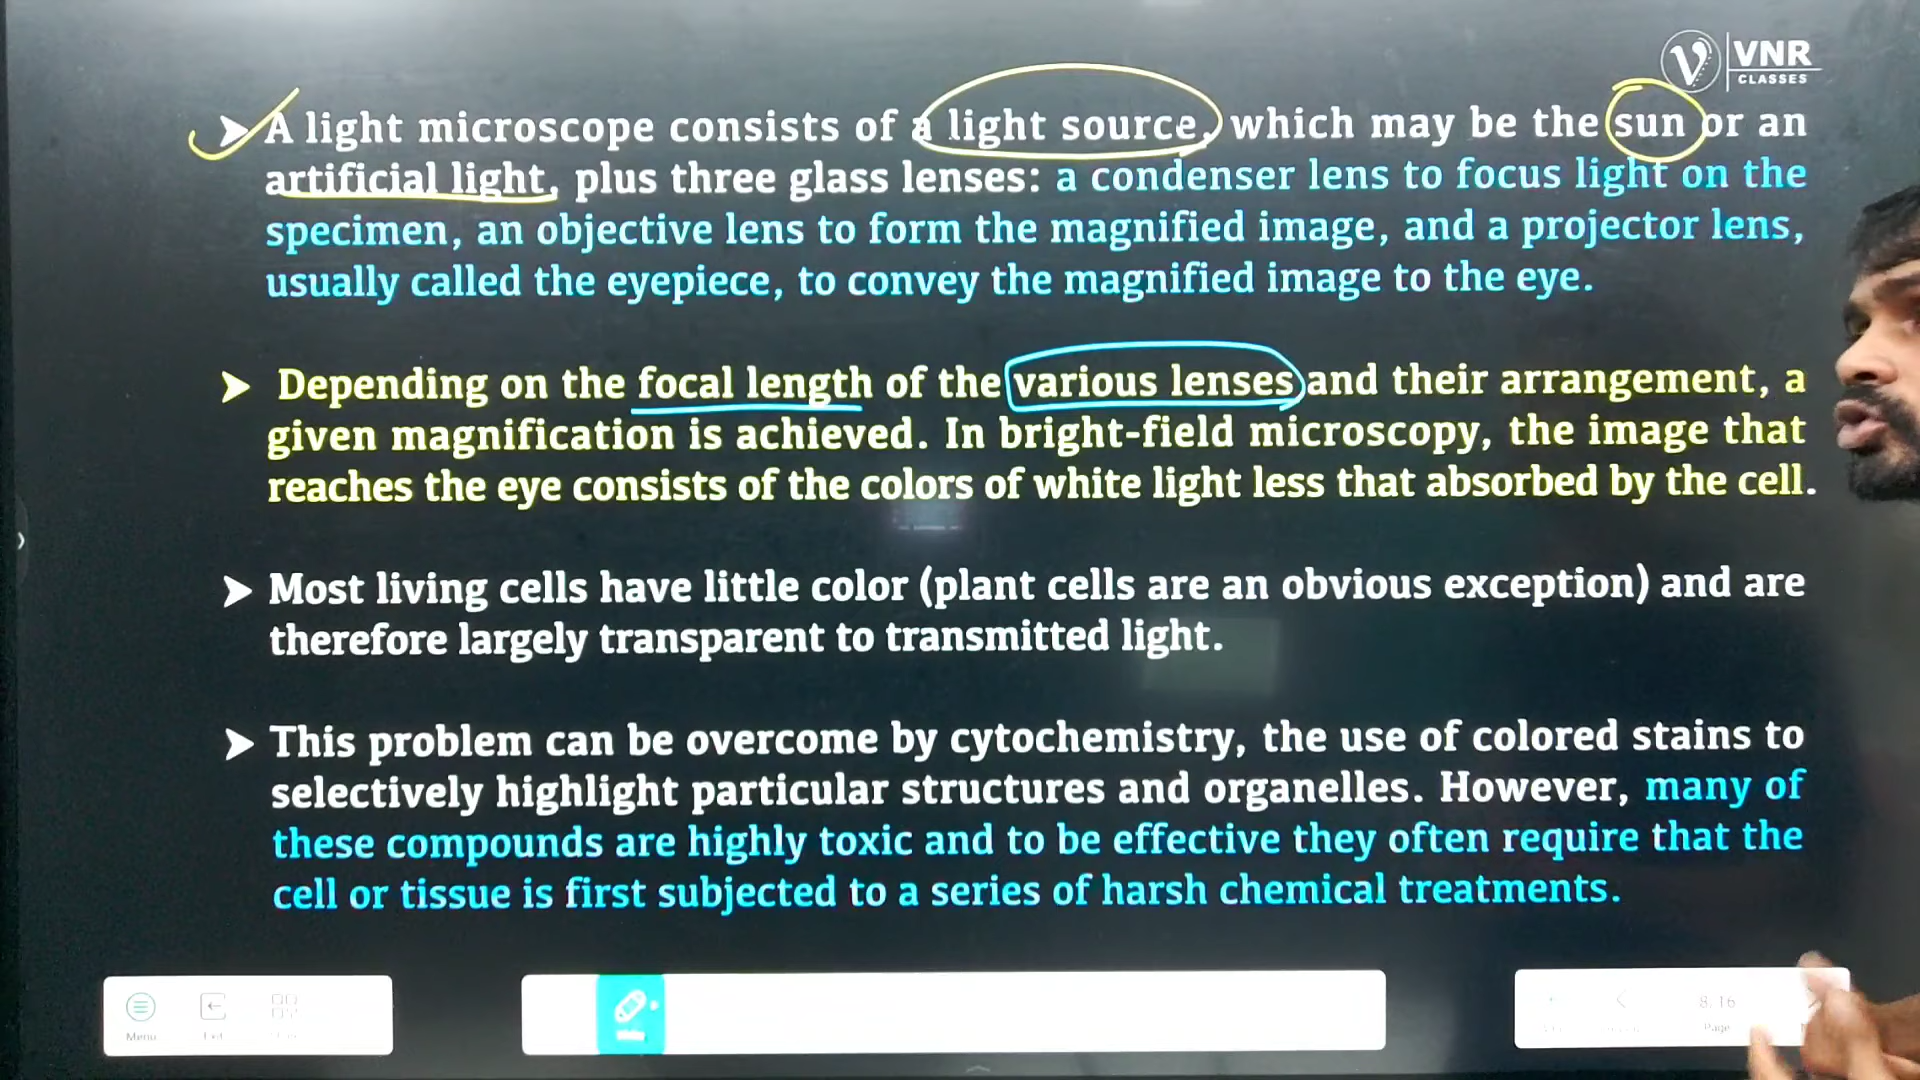 VNR
CLASSES
➤ A light microscope consists of a light source, which may be the sun or an
artificial light, plus three glass lenses: a condenser lens to focus light on the
specimen, an objective lens to form the magnified image, and a projector lens,
usually called the eyepiece, to convey the magnified image to the eye.
➤ Depending on the focal length of the various lenses and their arrangement, a
given magnification is achieved. In bright-field microscopy, the image that
reaches the eye consists of the colors of white light less that absorbed by the cell.
➤ Most living cells have little color (plant cells are an obvious exception) and are
therefore largely transparent to transmitted light.
➤ This problem can be overcome by cytochemistry, the use of colored stains to
selectively highlight particular structures and organelles. However, many of
these compounds are highly toxic and to be effective they often require that the
cell or tissue is first subjected to a series of harsh chemical treatments.
Menu Exit
8/16
Page